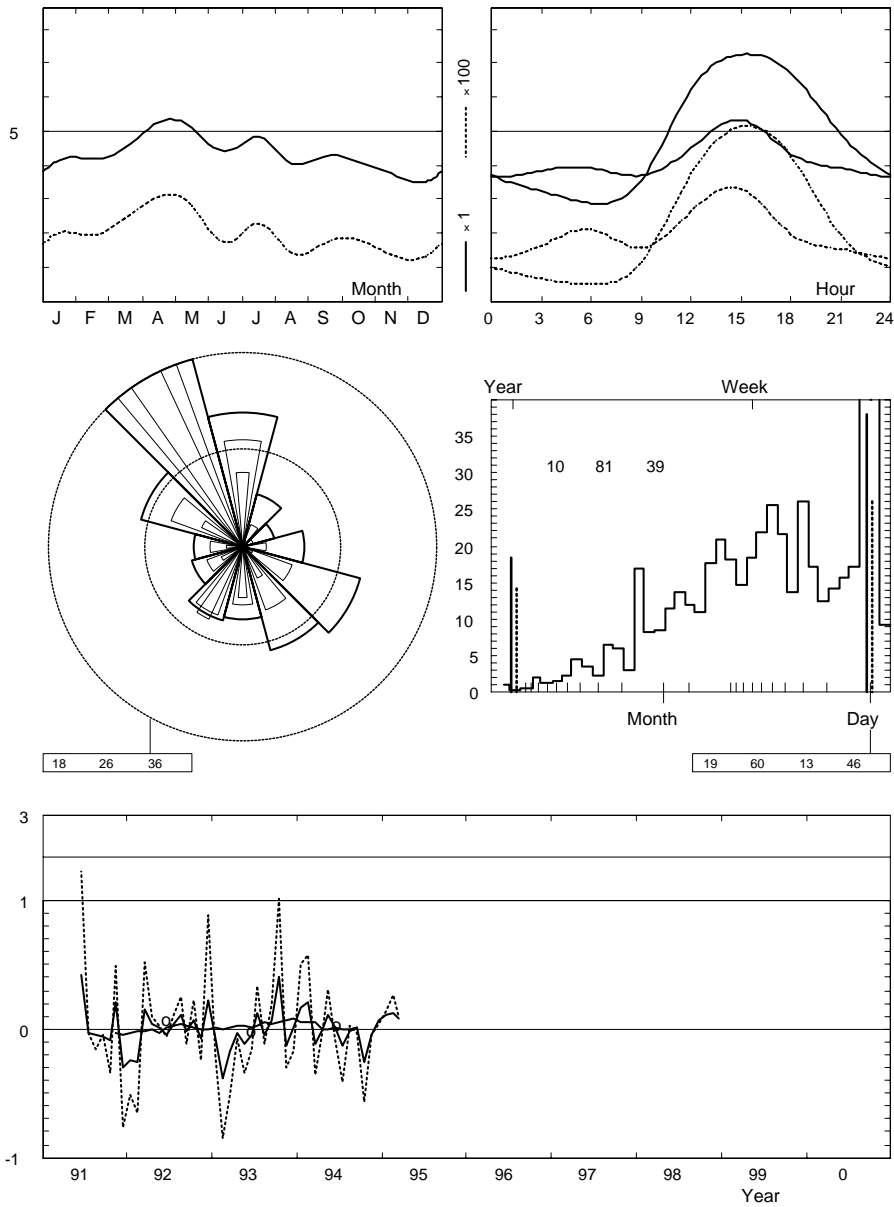 5
Month
J F M A M J J A S O N D
x 100
x 1
Hour
0 3 6 9 12 15 18 21 24
Year Week
35
30
25
20
15
10
5
0
10 81 39
Month Day
18 26 36
19 60 13 46
3
1
0
-1
91 92 93 94 95 96 97 98 99 0
Year